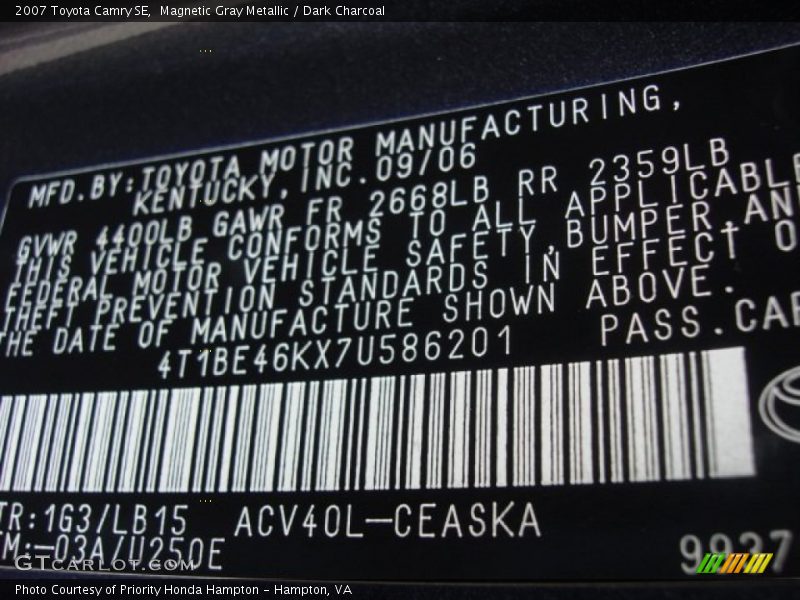 2007 Toyota Camry SE,  Magnetic Gray Metallic / Dark Charcoal
MFD.BY:TOYOTA MOTOR MANUFACTURING,
KENTUCKY,INC.09/06
GVWR 4400LB GAWR FR 2668LB RR 2359LB
THIS VEHICLE CONFORMS TO ALL APPLICABLE
FEDERAL MOTOR VEHICLE SAFETY,BUMPER,AND
THEFT PREVENTION STANDARDS IN EFFECT O
THE DATE OF MANUFACTURE SHOWN ABOVE.
4T1BE46KX7U586201 PASS.CAR
TR:1G3/LB15 ACV40L-CEASKA
TM:-03A/U250E
GTCARLOT.COM
Photo Courtesy of Priority Honda Hampton - Hampton, VA